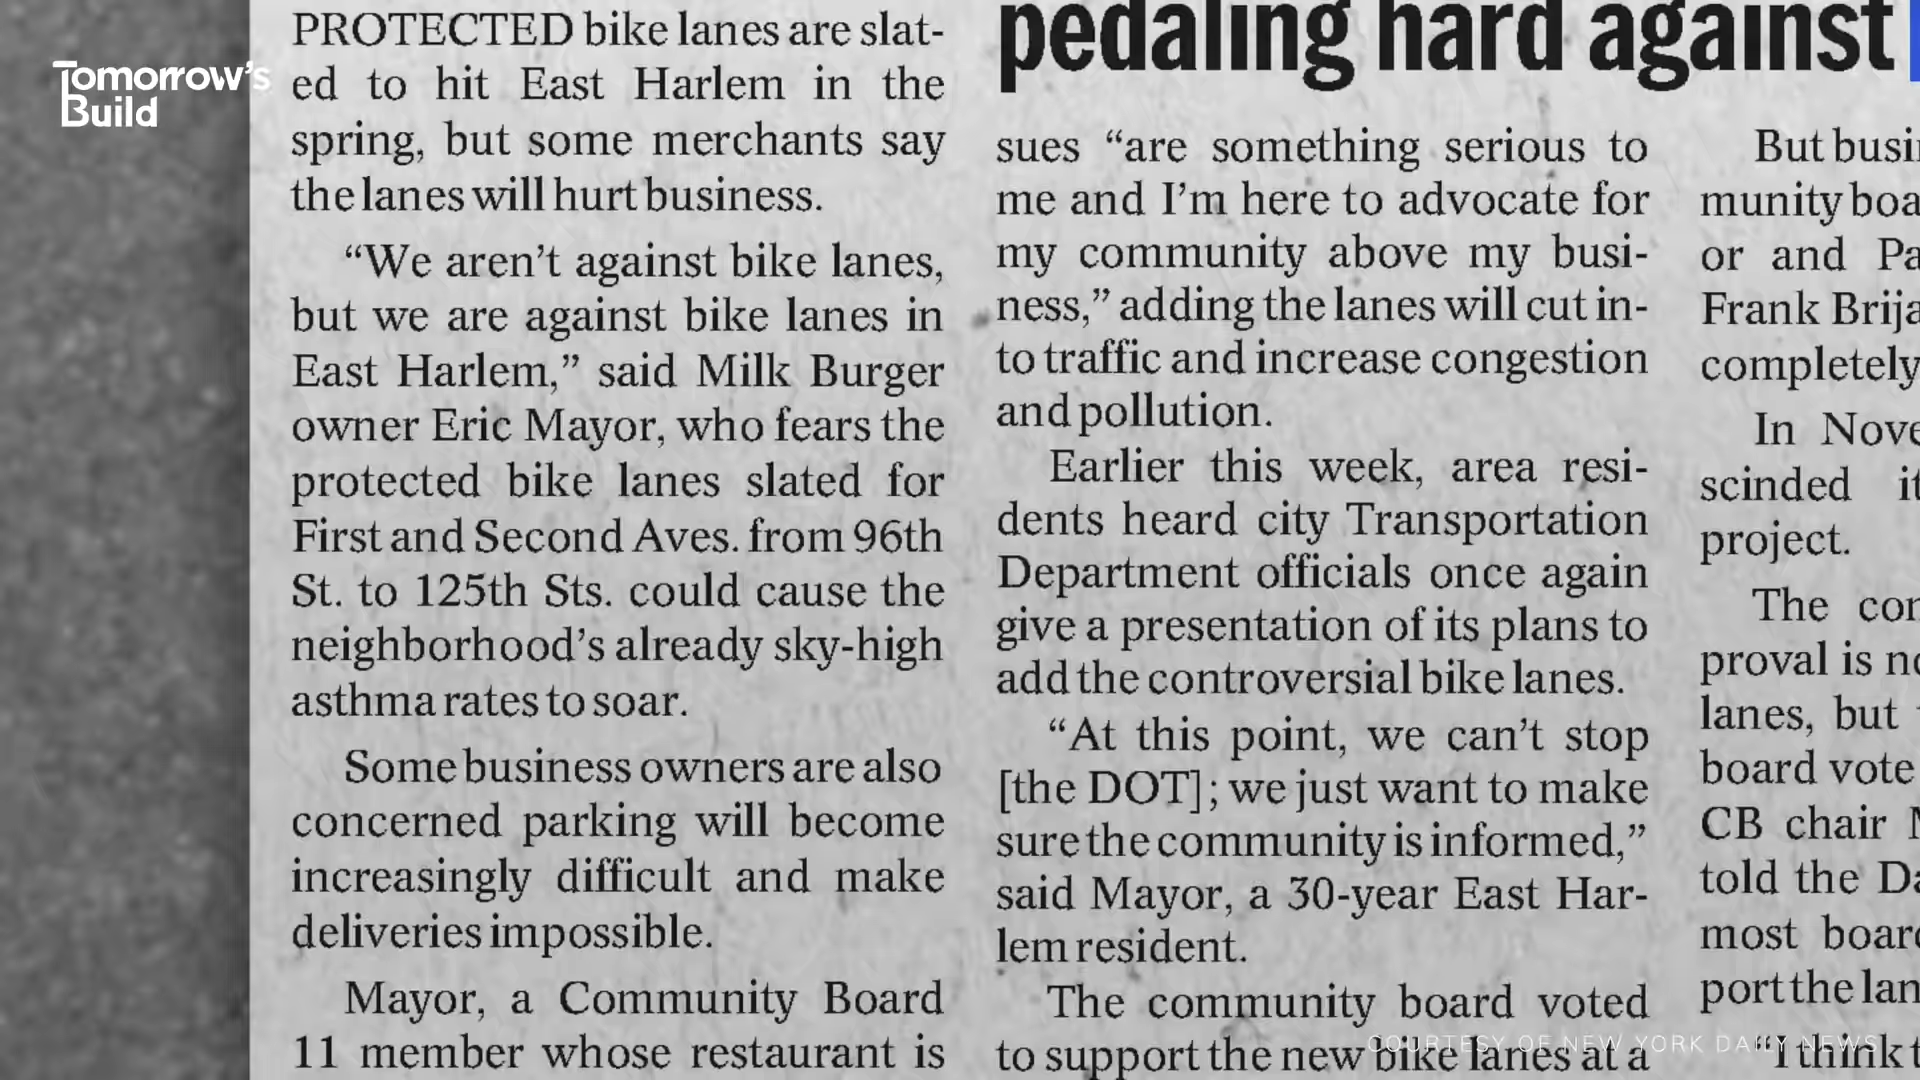 Tomorrow's
Build
pedaling hard against
PROTECTED bike lanes are slat-
ed to hit East Harlem in the
spring, but some merchants say
the lanes will hurt business.
“We aren’t against bike lanes,
but we are against bike lanes in
East Harlem,” said Milk Burger
owner Eric Mayor, who fears the
protected bike lanes slated for
First and Second Aves. from 96th
St. to 125th Sts. could cause the
neighborhood’s already sky-high
asthma rates to soar.
Some business owners are also
concerned parking will become
increasingly difficult and make
deliveries impossible.
Mayor, a Community Board
11 member whose restaurant is
sues “are something serious to
me and I’m here to advocate for
my community above my busi-
ness,” adding the lanes will cut in-
to traffic and increase congestion
and pollution.
Earlier this week, area resi-
dents heard city Transportation
Department officials once again
give a presentation of its plans to
add the controversial bike lanes.
“At this point, we can’t stop
[the DOT]; we just want to make
sure the community is informed,”
said Mayor, a 30-year East Har-
lem resident.
The community board voted
to support the new bike lanes at a
But busi
munity boa
or and Pa
Frank Brija
completely
In Nove
scinded it
project.
The con
proval is no
lanes, but
board vote
CB chair
told the Da
most board
port the lan
“I think t
COURTESY OF NEW YORK DAILY NEWS